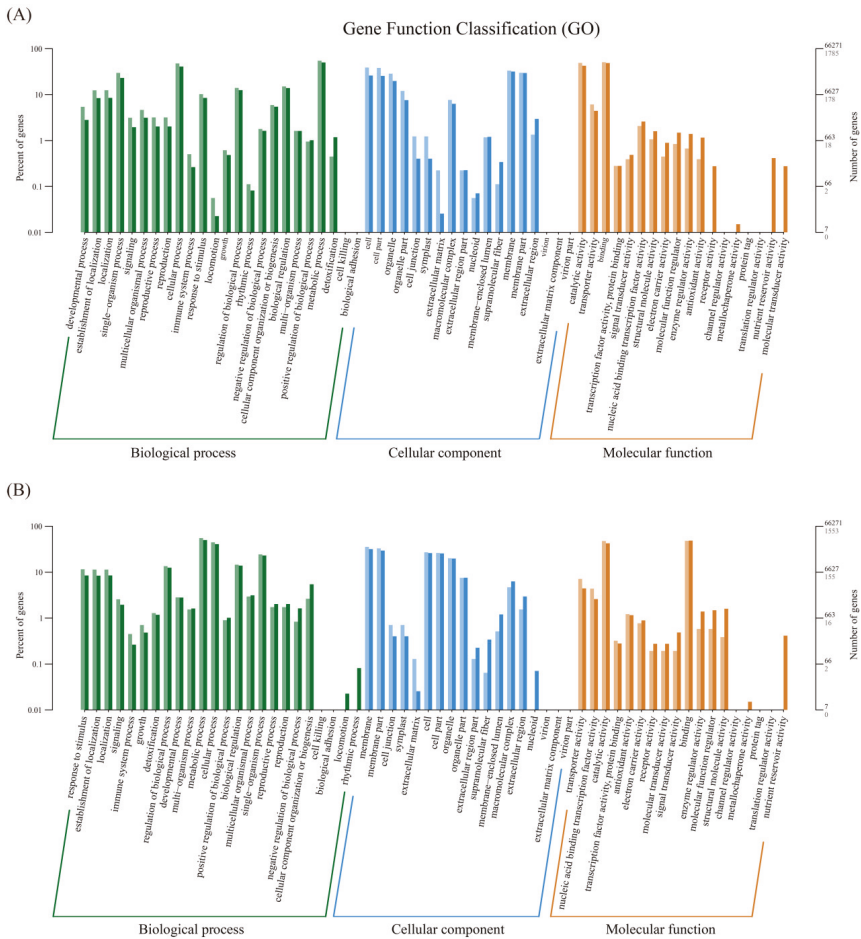 (A)
Gene Function Classification (GO)
Percent of genes
100
10
1
0.1
0.01
Number of genes
66271
1785
6627
178
663
18
66
2
7
0
developmental process
establishment of localization
localization
single−organism process
signaling
multicellular organismal process
reproductive process
reproduction
cellular process
immune system process
response to stimulus
locomotion
growth
regulation of biological process
rhythmic process
negative regulation of biological process
cellular component organization or biogenesis
biological regulation
multi−organism process
positive regulation of biological process
metabolic process
detoxification
cell killing
biological adhesion
cell
cell part
organelle
organelle part
cell junction
symplast
extracellular matrix
macromolecular complex
extracellular region part
nucleoid
membrane−enclosed lumen
supramolecular fiber
membrane
membrane part
extracellular region
virion
extracellular matrix component
virion part
catalytic activity
transporter activity
binding
transcription factor activity, protein binding
signal transducer activity
nucleic acid binding transcription factor activity
structural molecule activity
electron carrier activity
molecular function regulator
enzyme regulator activity
antioxidant activity
receptor activity
channel regulator activity
metallochaperone activity
protein tag
translation regulator activity
nutrient reservoir activity
molecular transducer activity
Biological process
Cellular component
Molecular function
(B)
Percent of genes
100
10
1
0.1
0.01
Number of genes
66271
1553
6627
155
663
16
66
2
7
0
response to stimulus
establishment of localization
localization
signaling
immune system process
growth
detoxification
regulation of biological process
developmental process
multi−organism process
metabolic process
cellular process
positive regulation of biological process
biological regulation
multicellular organismal process
single−organism process
reproductive process
reproduction
negative regulation of biological process
cellular component organization or biogenesis
cell killing
biological adhesion
locomotion
rhythmic process
membrane
membrane part
cell junction
symplast
extracellular matrix
cell
cell part
organelle
organelle part
extracellular region part
supramolecular fiber
membrane−enclosed lumen
macromolecular complex
extracellular region
nucleoid
virion
extracellular matrix component
virion part
transporter activity
nucleic acid binding transcription factor activity
catalytic activity
transcription factor activity, protein binding
antioxidant activity
electron carrier activity
receptor activity
molecular transducer activity
signal transducer activity
binding
enzyme regulator activity
molecular function regulator
structural molecule activity
channel regulator activity
metallochaperone activity
protein tag
translation regulator activity
nutrient reservoir activity
Biological process
Cellular component
Molecular function